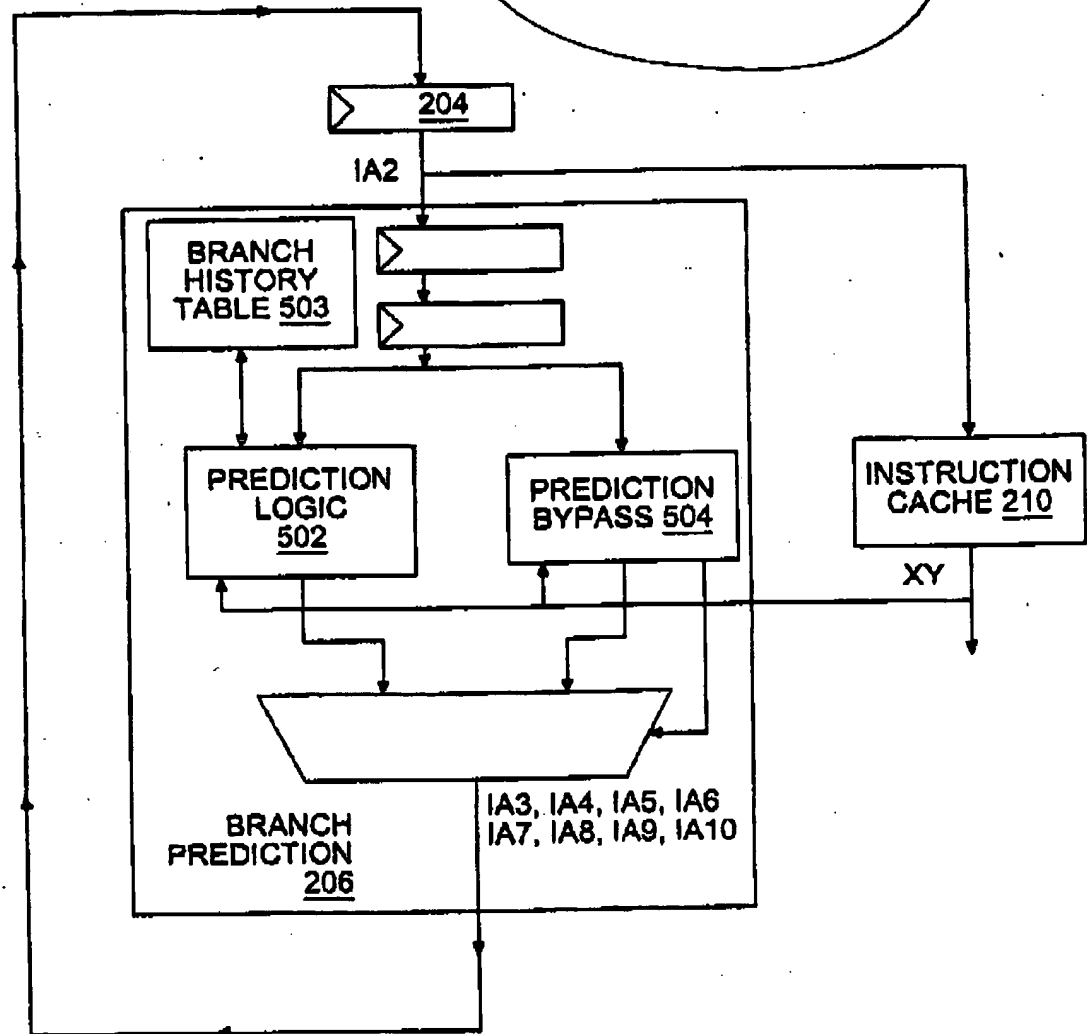 204
IA2
BRANCH
HISTORY
TABLE 503
PREDICTION
LOGIC
502
PREDICTION
BYPASS 504
INSTRUCTION
CACHE 210
XY
IA3, IA4, IA5, IA6
IA7, IA8, IA9, IA10
BRANCH
PREDICTION
206